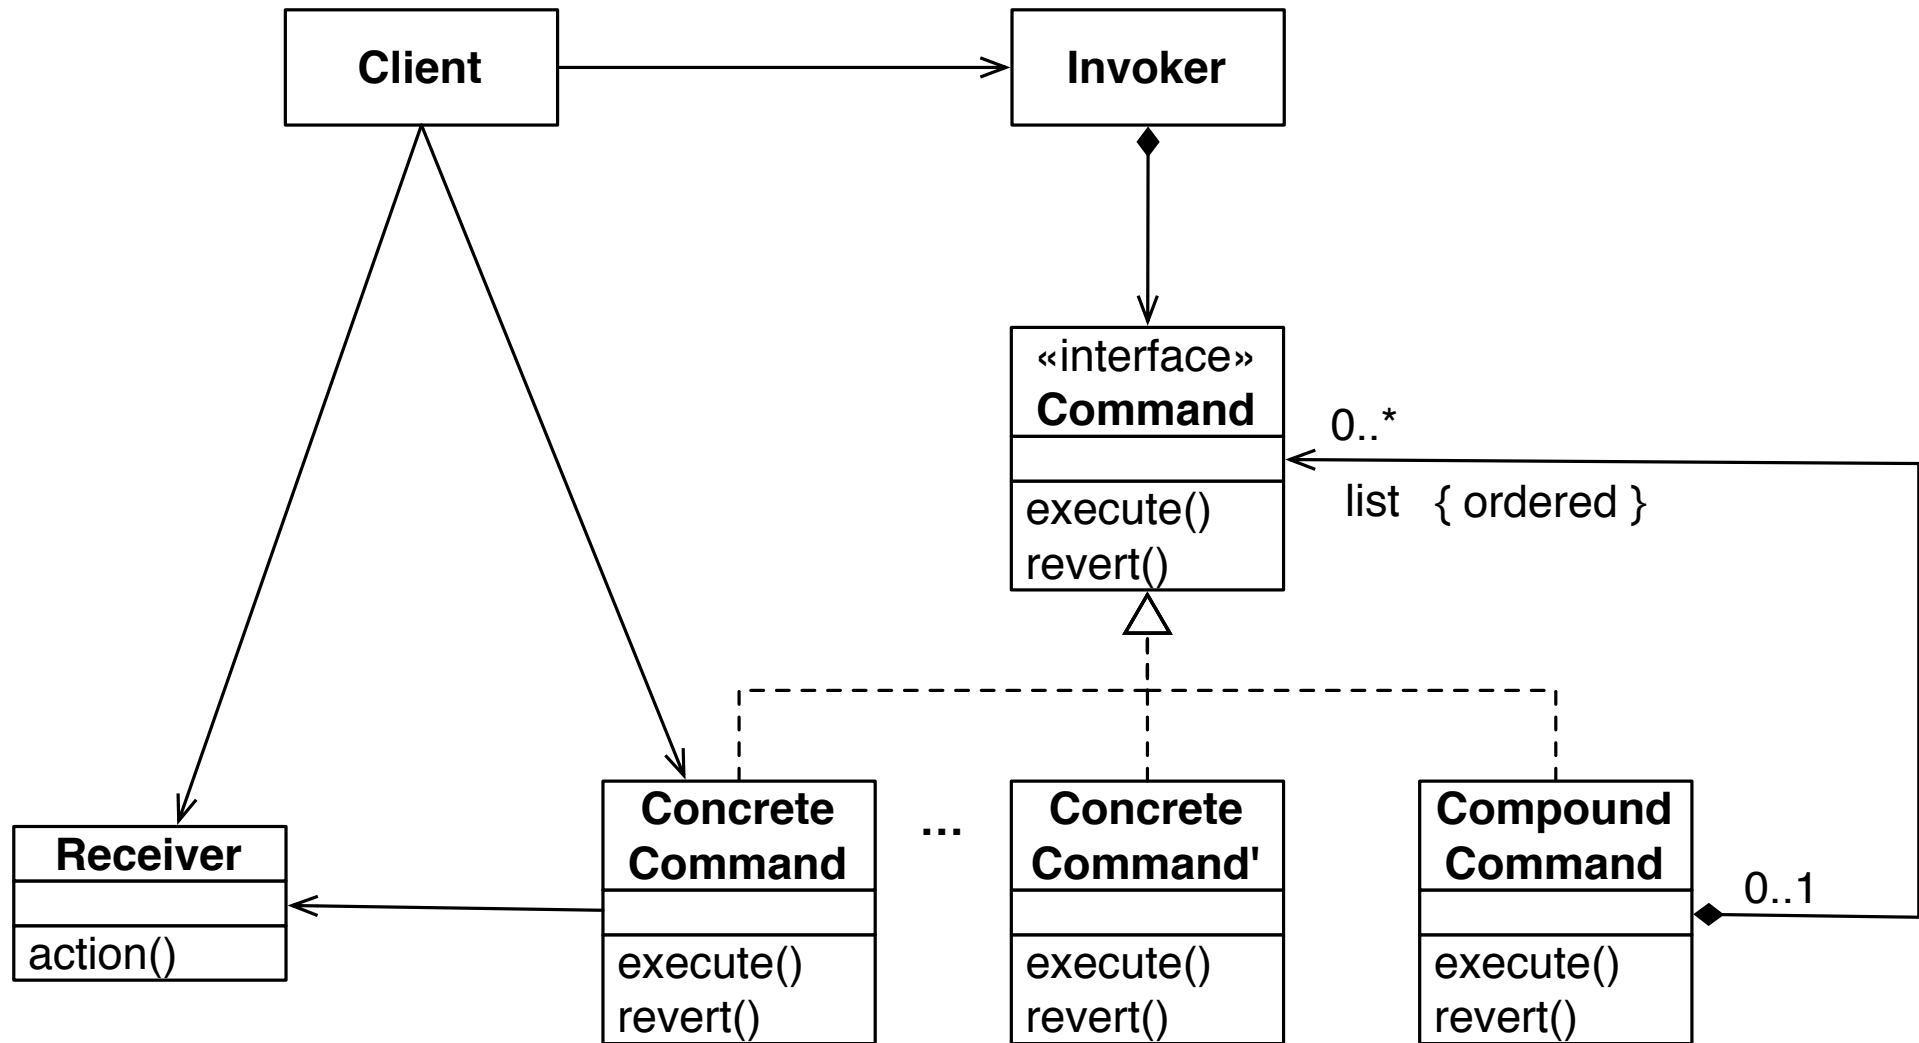 Client
Invoker
«interface»
Command
execute()
revert()
0..*
list { ordered }
Receiver
action()
Concrete
Command
execute()
revert()
...
Concrete
Command'
execute()
revert()
Compound
Command
execute()
revert()
0..1